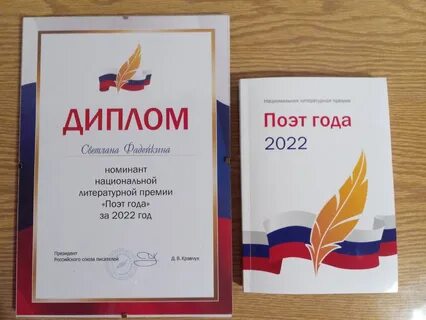 ДИПЛОМ
Светлана Фадейкина
номинант
национальной
литературной премии
«Поэт года»
за 2022 год
Президент
Российского союза писателей
Д. В. Кравчук
Национальная литературная премия
Поэт года
2022